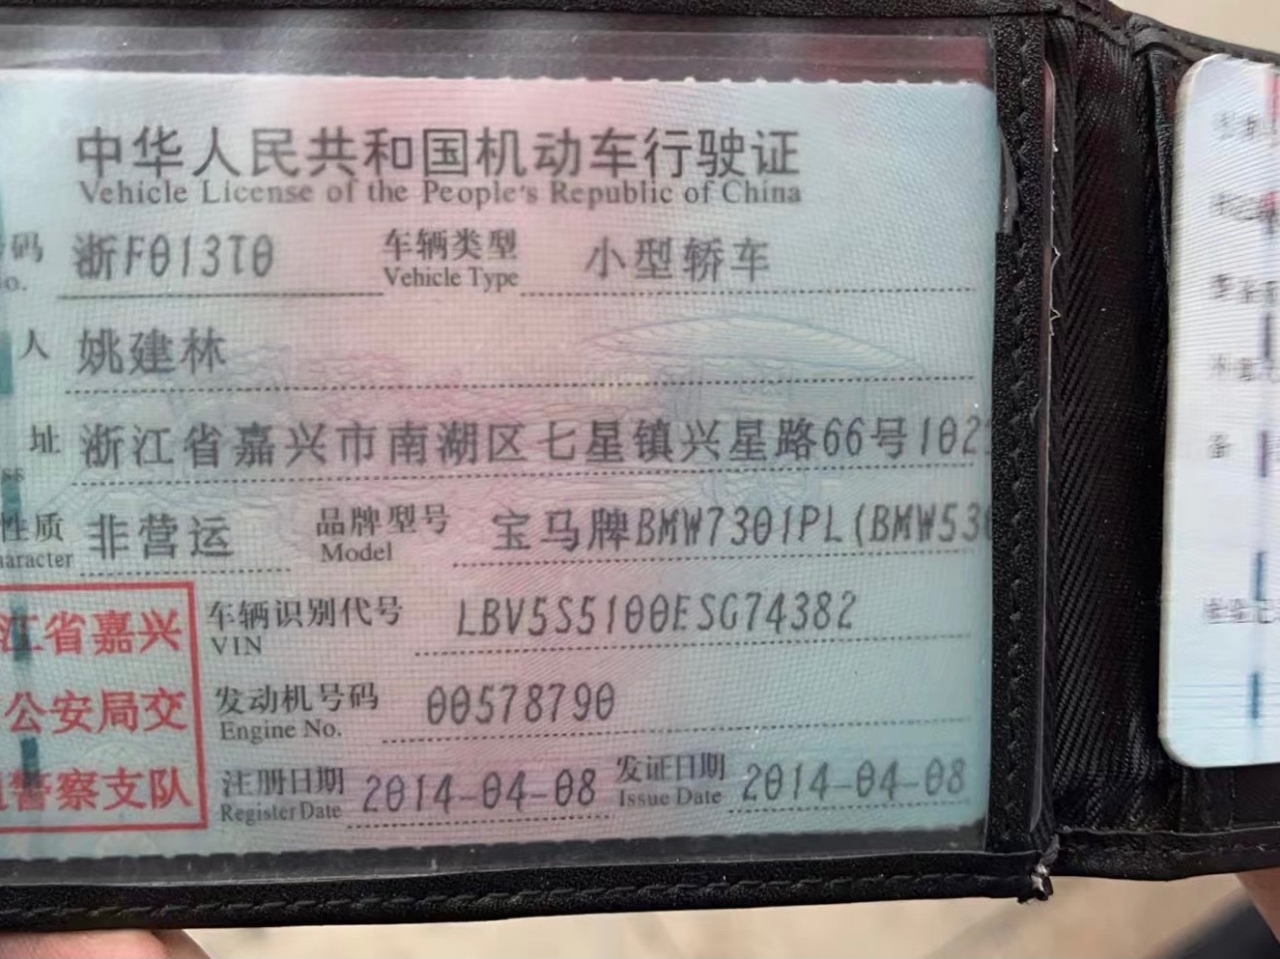 中华人民共和国机动车行驶证
Vehicle License of the People's Republic of China
码 浙F013T0 车辆类型 小型轿车
o. Vehicle Type
人 姚建林
址 浙江省嘉兴市南湖区七星镇兴星路66号102
ss
性质 非营运 品牌型号 宝马牌BMW7301PL(BMW530
aracter Model
江省嘉兴 车辆识别代号 LBV5S5100ESG74382
VIN
公安局交 发动机号码 00578790
Engine No.
警察支队 注册日期 2014-04-08 发证日期 2014-04-08
Register Date Issue Date